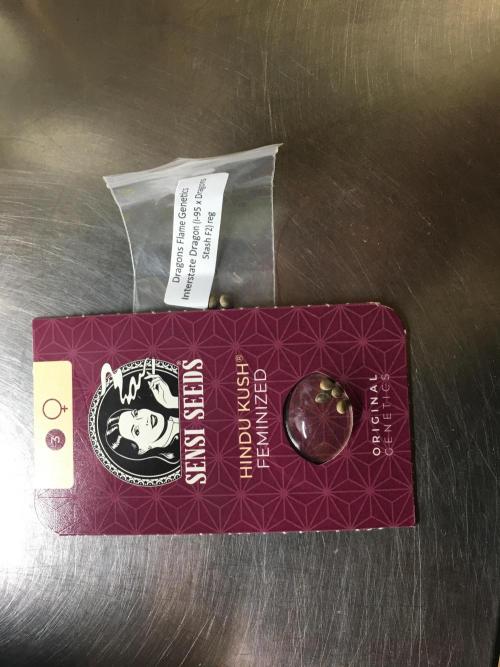 Dragons Flame Genetics
Interstate Dragon (I-95 x Dragons
Stash F2) reg
3
SENSI SEEDS®
HINDU KUSH®
FEMINIZED
ORIGINAL
GENETICS